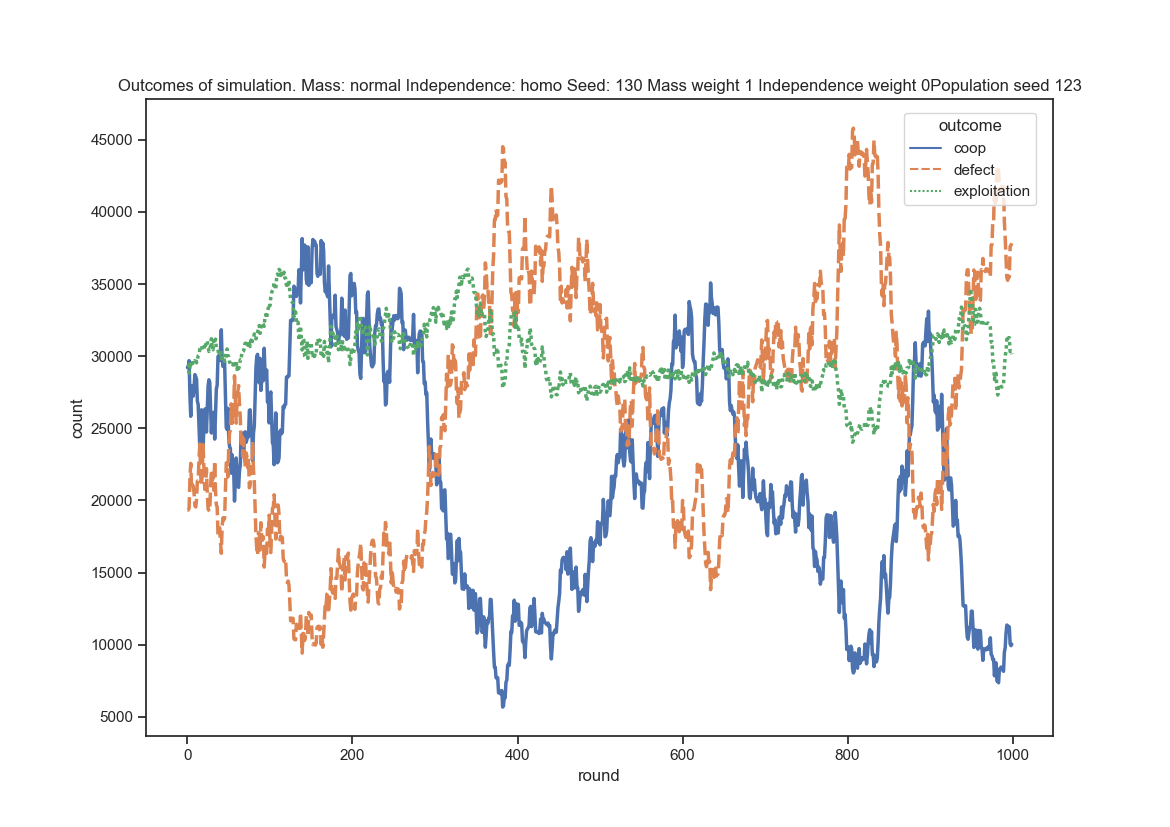 Outcomes of simulation. Mass: normal Independence: homo Seed: 130 Mass weight 1 Independence weight 0Population seed 123
outcome
coop
defect
exploitation
45000
40000
35000
30000
25000
20000
15000
10000
5000
count
0 200 400 600 800 1000
round